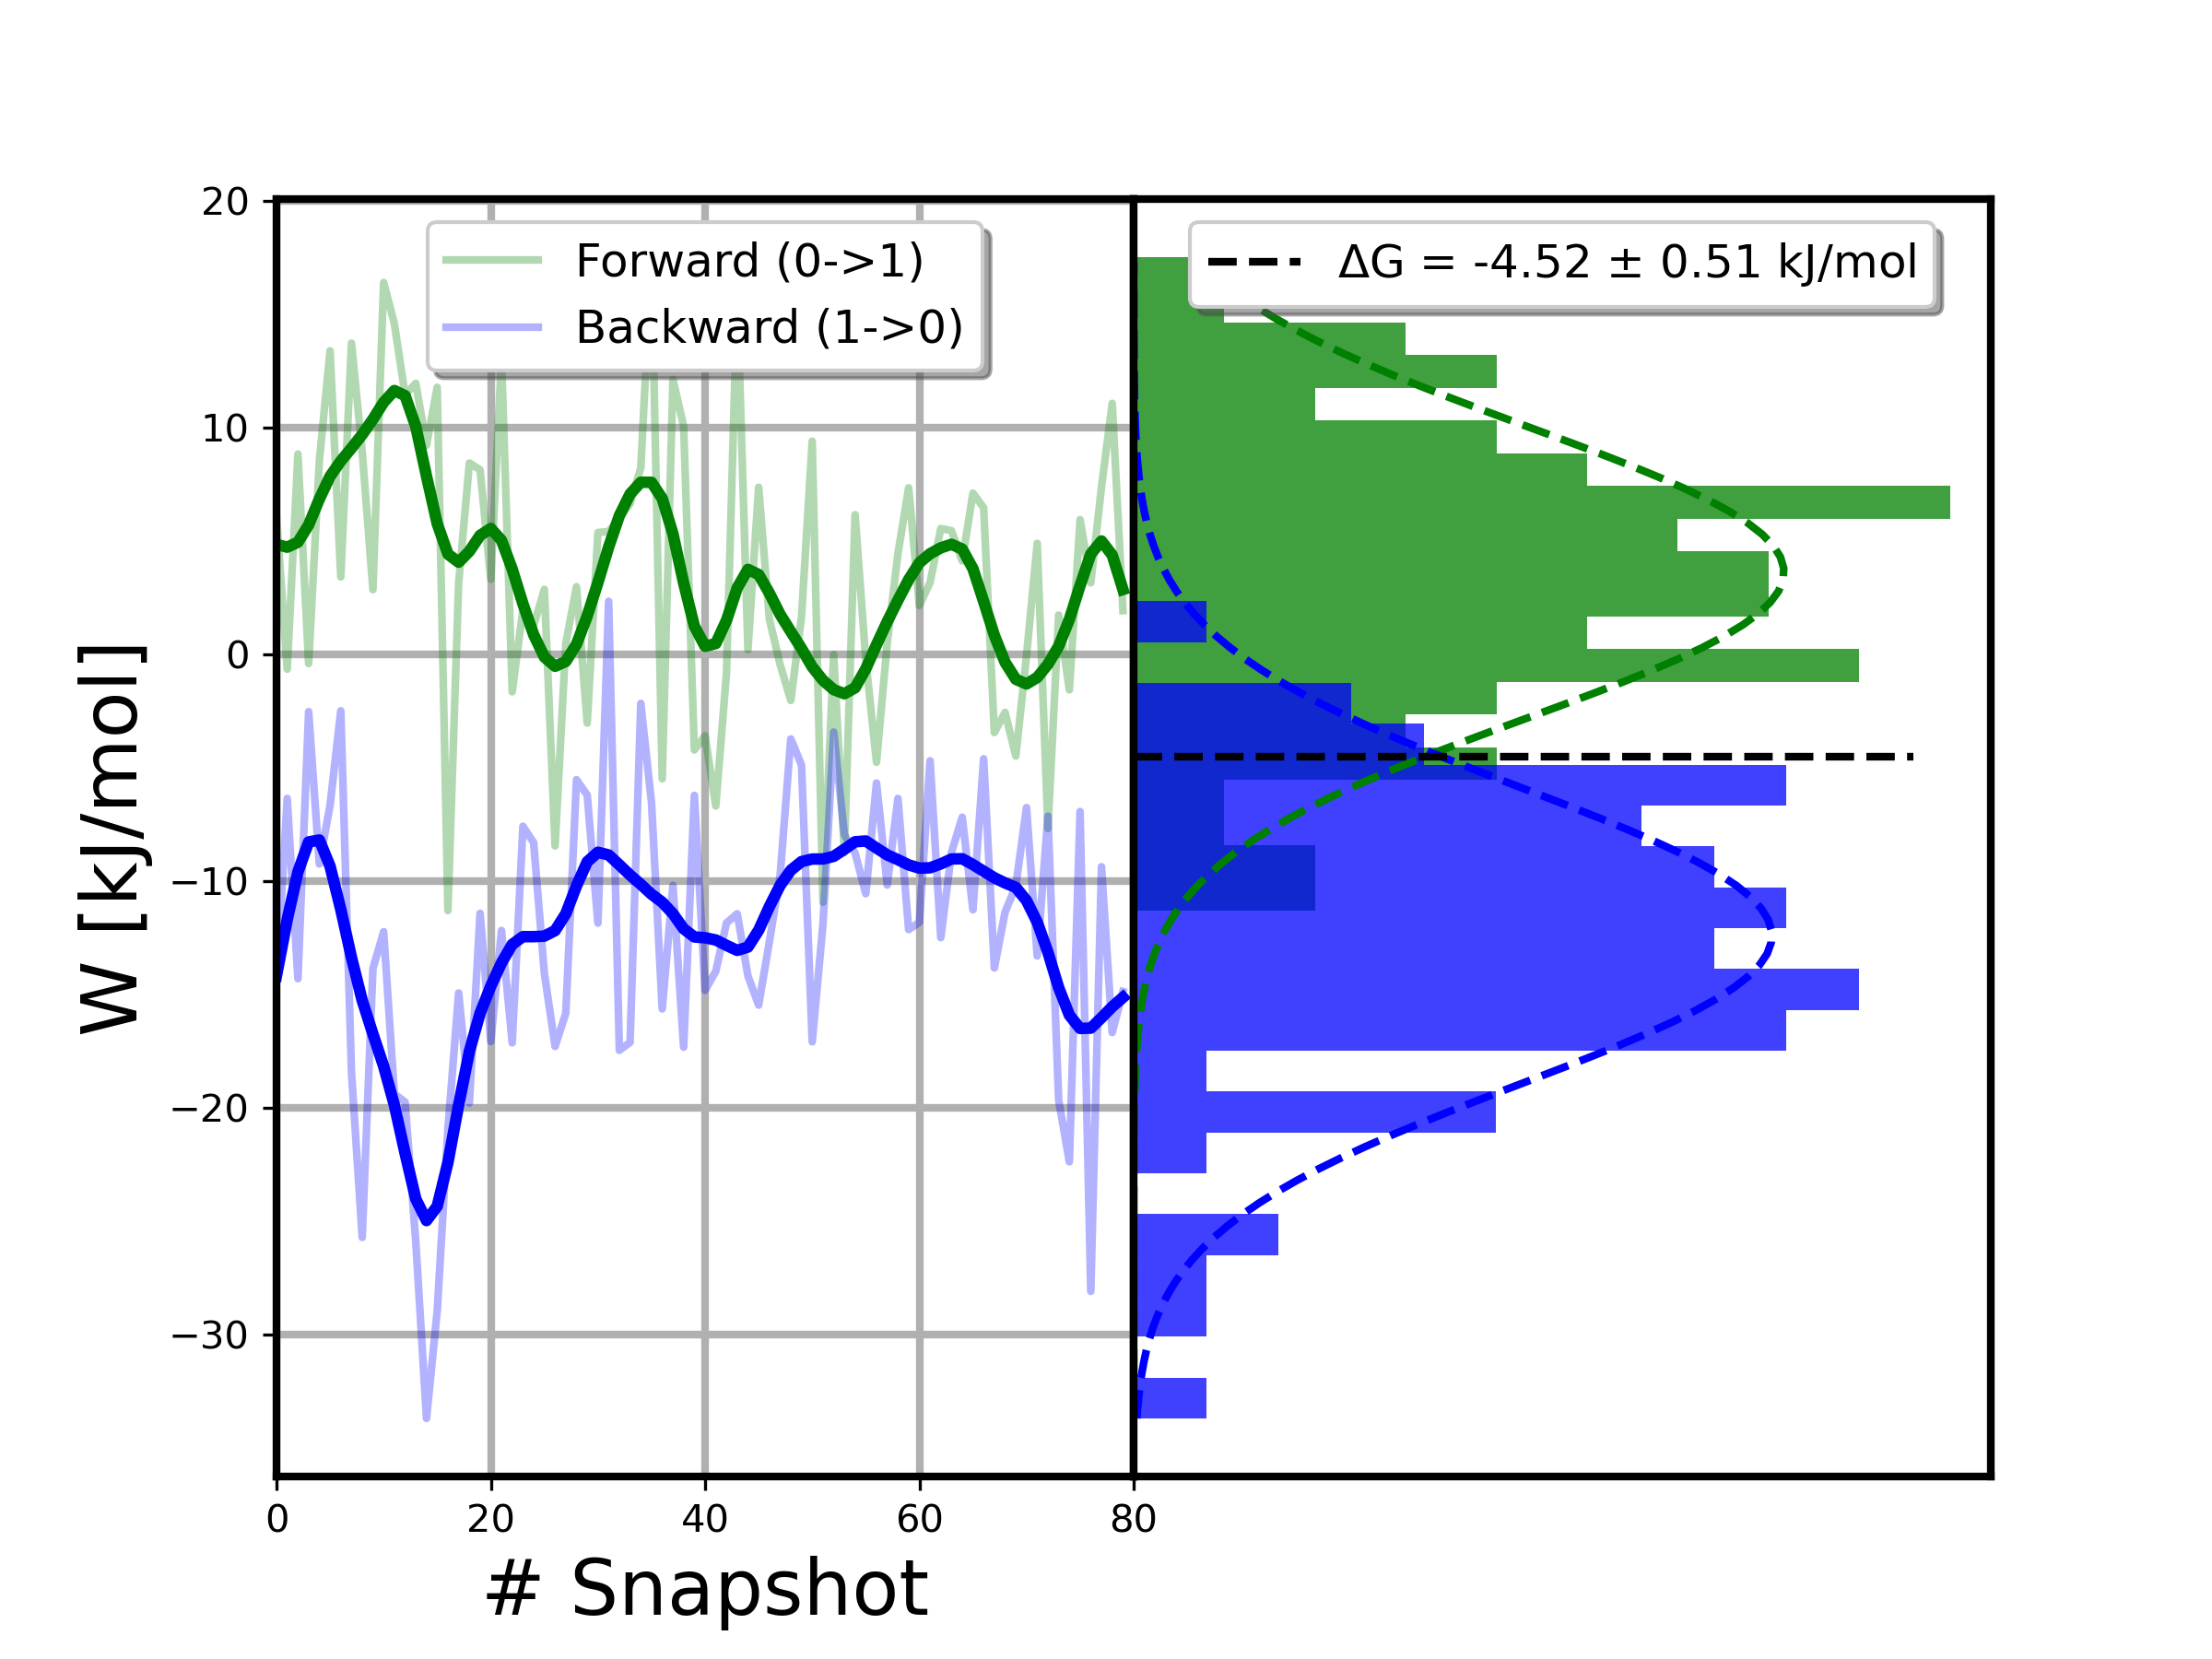 20
10
0
−10
−20
−30
W [kJ/mol]
Forward (0->1)
Backward (1->0)
ΔG = -4.52 ± 0.51 kJ/mol
0 20 40 60 80
# Snapshot